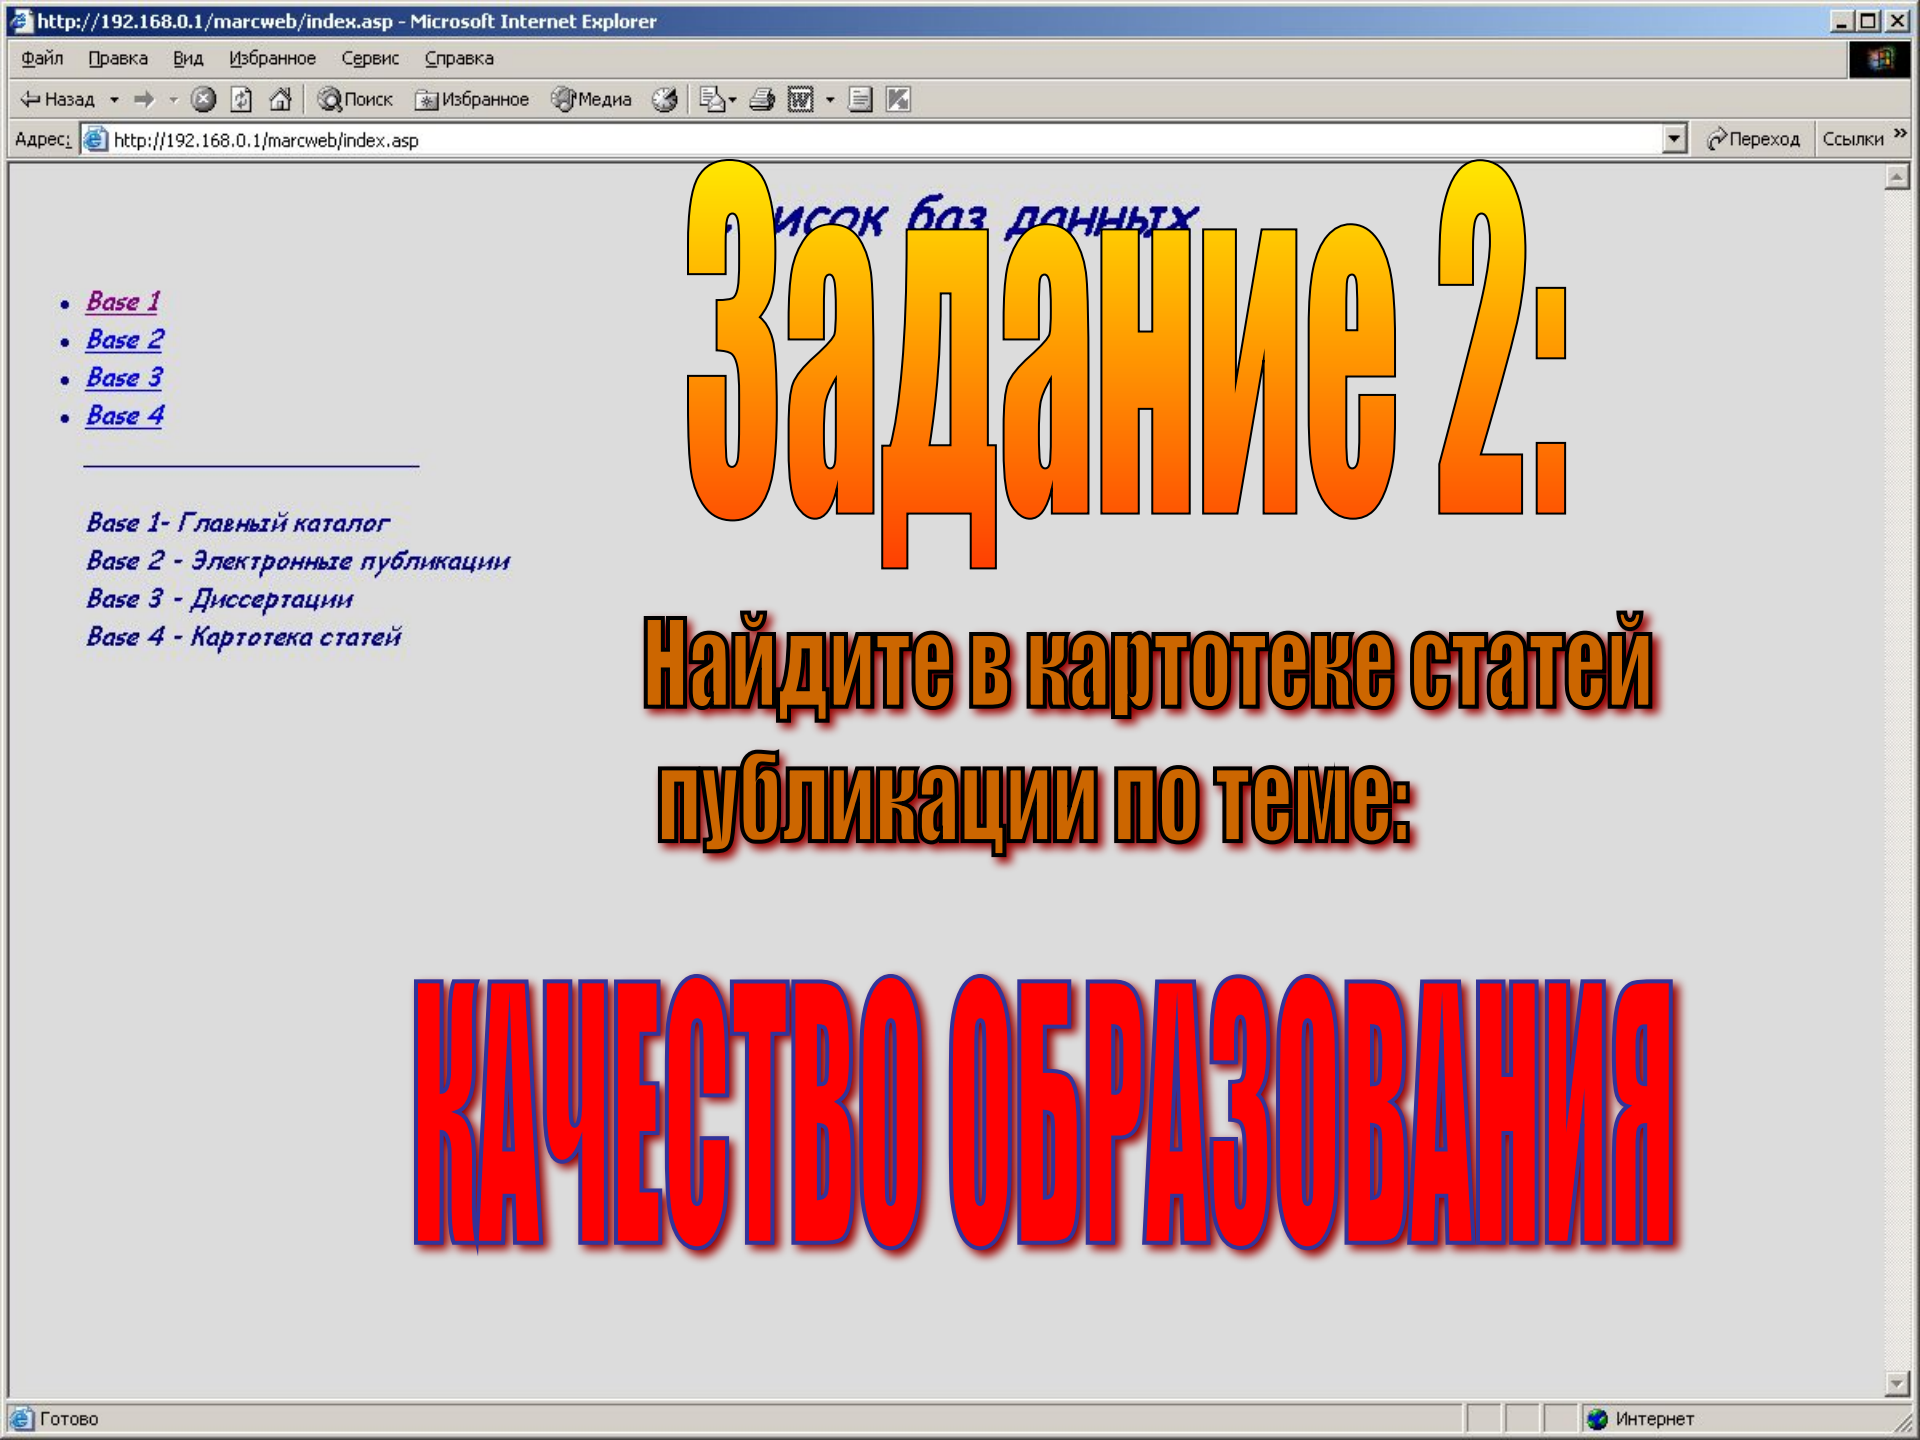 http://192.168.0.1/marcweb/index.asp - Microsoft Internet Explorer
Файл Правка Вид Избранное Сервис Справка
Назад Поиск Избранное Медиа
Адрес: http://192.168.0.1/marcweb/index.asp Переход Ссылки »
баз данных
Задание 2:
• Base 1
• Base 2
• Base 3
• Base 4
Base 1- Главный каталог
Base 2 - Электронные публикации
Base 3 - Диссертации
Base 4 - Картотека статей
Найдите в картотеке статей
публикации по теме:
КАЧЕСТВО ОБРАЗОВАНИЯ
Готово Интернет